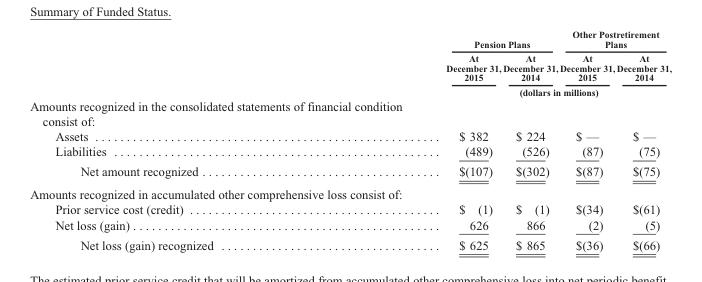 Summary of Funded Status.
Other Postretirement
Pension Plans Plans
At At At At
December 31, December 31, December 31, December 31,
2015 2014 2015 2014
(dollars in millions)
Amounts recognized in the consolidated statements of financial condition
consist of:
Assets ........................................................ $ 382 $ 224 $ — $ —
Liabilities .................................................... (489) (526) (87) (75)
Net amount recognized ...................................... $(107) $(302) $(87) $(75)
Amounts recognized in accumulated other comprehensive loss consist of:
Prior service cost (credit) ........................................ $ (1) $ (1) $(34) $(61)
Net loss (gain) ................................................. 626 866 (2) (5)
Net loss (gain) recognized ................................... $ 625 $ 865 $(36) $(66)
The estimated prior service credit that will be amortized from accumulated other comprehensive loss into net periodic benefit